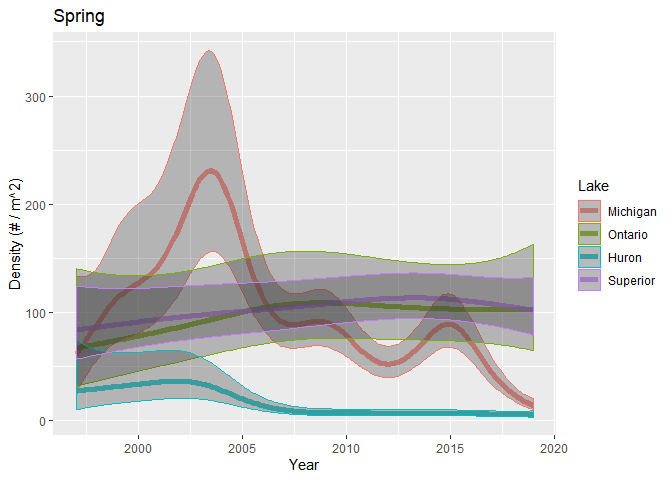 Spring
Density (# / m^2)
300
200
100
0
2000
2005
2010
2015
2020
Year
Lake
Michigan
Ontario
Huron
Superior